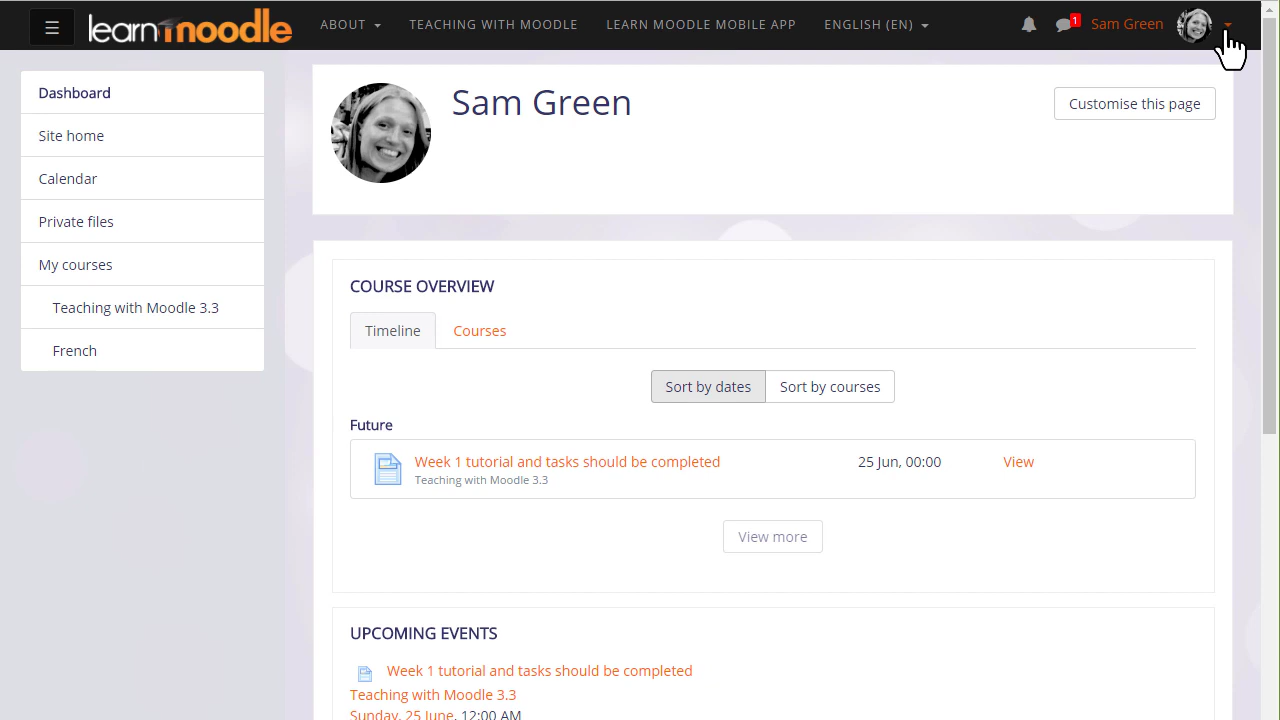 learn moodle
ABOUT
TEACHING WITH MOODLE
LEARN MOODLE MOBILE APP
ENGLISH (EN)
1
Sam Green
Dashboard
Site home
Calendar
Private files
My courses
Teaching with Moodle 3.3
French
Sam Green
Customise this page
COURSE OVERVIEW
Timeline
Courses
Sort by dates
Sort by courses
Future
Week 1 tutorial and tasks should be completed
25 Jun, 00:00
View
Teaching with Moodle 3.3
View more
UPCOMING EVENTS
Week 1 tutorial and tasks should be completed
Teaching with Moodle 3.3
Sunday, 25 June, 12:00 AM